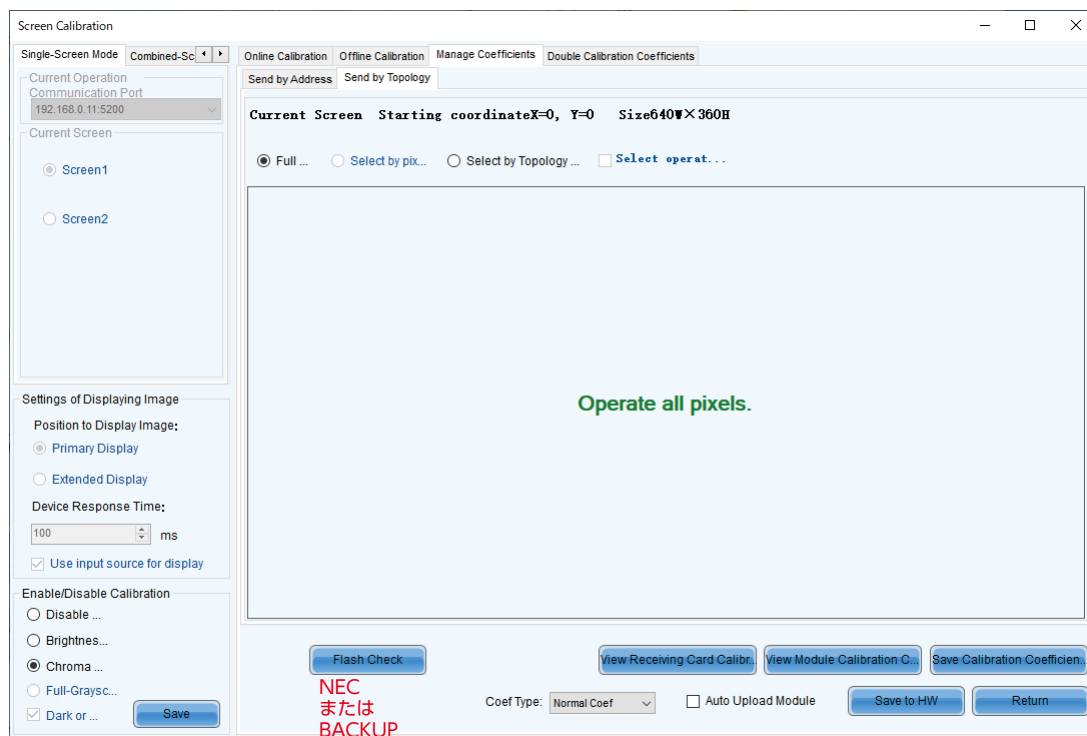 Screen Calibration
Single-Screen Mode Combined-Sc
Online Calibration Offline Calibration Manage Coefficients Double Calibration Coefficients
Send by Address Send by Topology
Current Operation
Communication Port
192.168.0.11:5200
Current Screen
Screen1
Screen2
Current Screen Starting coordinateX=0, Y=0 Size640W×360H
Full ... Select by pix... Select by Topology ... Select operat...
Operate all pixels.
Settings of Displaying Image
Position to Display Image:
Primary Display
Extended Display
Device Response Time:
100 ms
Use input source for display
Enable/Disable Calibration
Disable ...
Brightnes...
Chroma ...
Full-Graysc...
Dark or ... Save
Flash Check View Receiving Card Calibr.. View Module Calibration C... Save Calibration Coefficien...
NEC
または
BACKUP
Coef Type: Normal Coef Auto Upload Module Save to HW Return